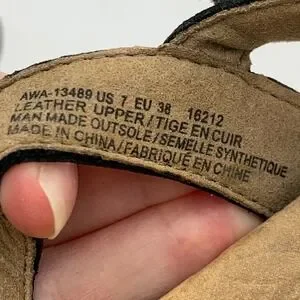 AWA-13489 US 7 EU 38 16212
LEATHER UPPER / TIGE EN CUIR
MAN MADE OUTSOLE / SEMELLE SYNTHETIQUE
MADE IN CHINA / FABRIQUÉ EN CHINE